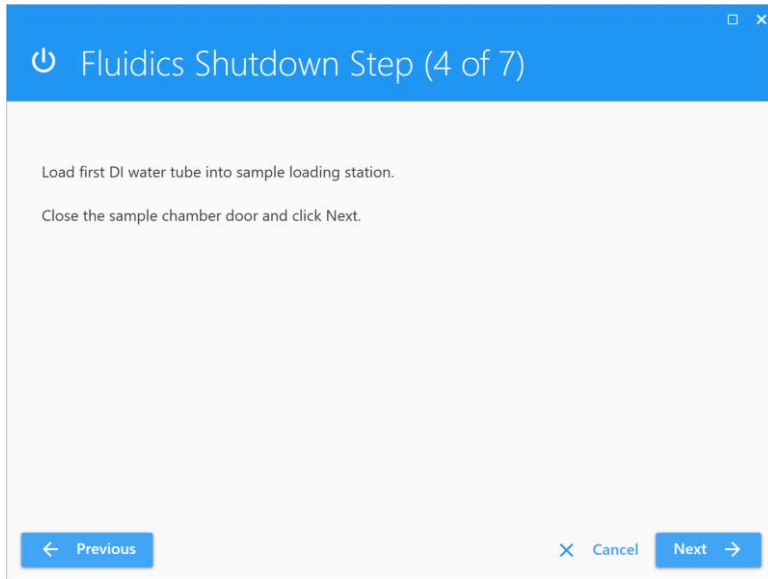 Fluidics Shutdown Step (4 of 7)
Load first DI water tube into sample loading station.
Close the sample chamber door and click Next.
Previous
Cancel
Next